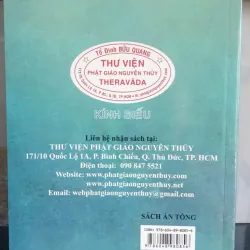 Tổ Đình BỬU QUANG
THƯ VIỆN
PHẬT GIÁO NGUYÊN THỦY
THERAVĀDA
KÍNH BIẾU
Liên hệ nhận sách tại:
THƯ VIỆN PHẬT GIÁO NGUYÊN THỦY
171/10 Quốc Lộ 1A, P. Bình Chiểu, Q. Thủ Đức, TP. HCM
Điện thoại: 098 847 5521
Website: www.phatgiaonguyenthuy.com
www.phatgiaonguyenthuy.net
Email: webphatgiaonguyenthuy@gmail.com
SÁCH ẤN TỐNG